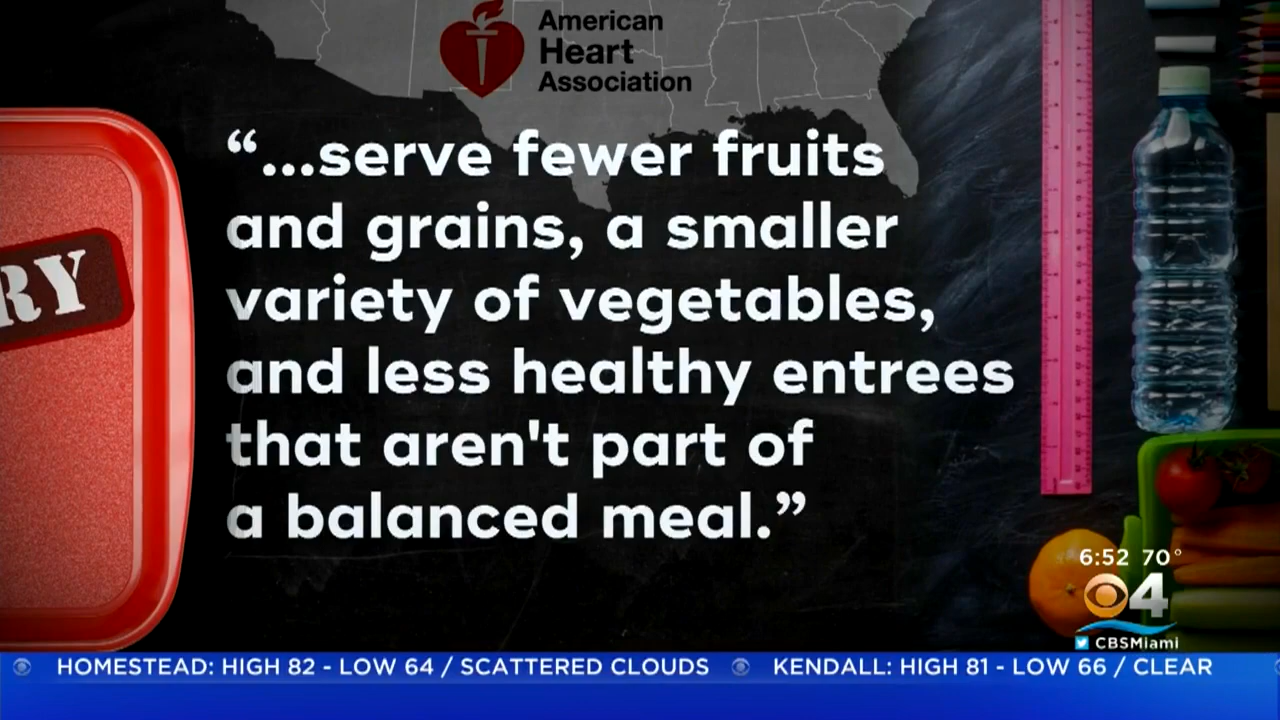 American
Heart
Association
“...serve fewer fruits
and grains, a smaller
variety of vegetables,
and less healthy entrees
that aren't part of
a balanced meal.”
RY
6:52 70°
4
CBSMiami
HOMESTEAD: HIGH 82 - LOW 64 / SCATTERED CLOUDS KENDALL: HIGH 81 - LOW 66 / CLEAR